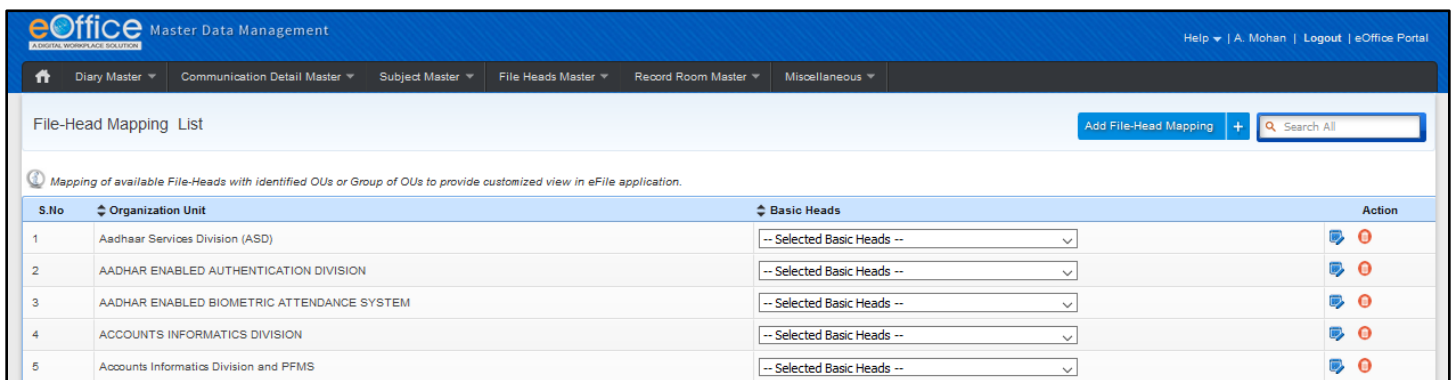 eOffice Master Data Management
A DIGITAL WORKPLACE SOLUTION
Help | A. Mohan | Logout | eOffice Portal
Diary Master Communication Detail Master Subject Master File Heads Master Record Room Master Miscellaneous
File-Head Mapping List Add File-Head Mapping + Search All
Mapping of available File-Heads with identified OUs or Group of OUs to provide customized view in eFile application.
S.No Organization Unit Basic Heads Action
1 Aadhaar Services Division (ASD) -- Selected Basic Heads --
2 AADHAR ENABLED AUTHENTICATION DIVISION -- Selected Basic Heads --
3 AADHAR ENABLED BIOMETRIC ATTENDANCE SYSTEM -- Selected Basic Heads --
4 ACCOUNTS INFORMATICS DIVISION -- Selected Basic Heads --
5 Accounts Informatics Division and PFMS -- Selected Basic Heads --